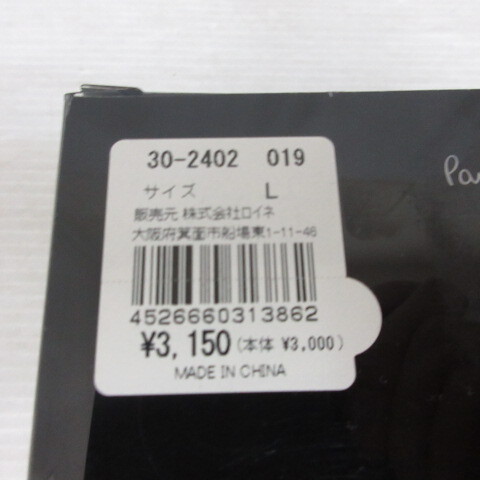 30-2402 019
サイズ L
販売元 株式会社ロイネ
大阪府箕面市船場東1-11-46
4526660313862
¥3,150(本体 ¥3,000)
MADE IN CHINA